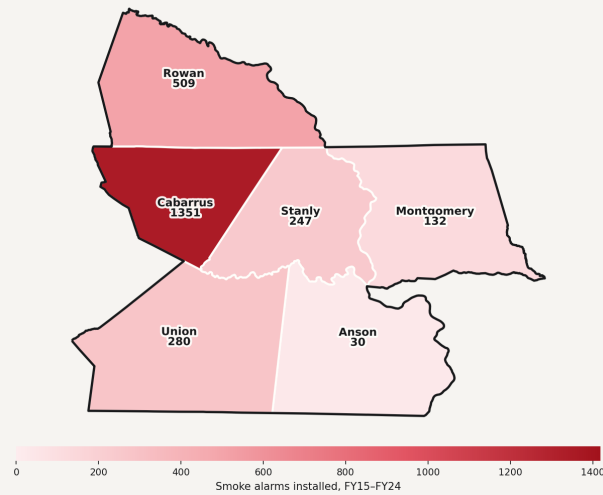 Rowan
509
Cabarrus
1351
Stanly
247
Montgomery
132
Union
280
Anson
30
0 200 400 600 800 1000 1200 1400
Smoke alarms installed, FY15–FY24